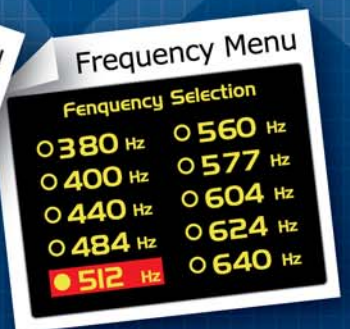 Frequency Menu
Fenquency Selection
380 Hz
400 Hz
440 Hz
484 Hz
512 Hz
560 Hz
577 Hz
604 Hz
624 Hz
640 Hz